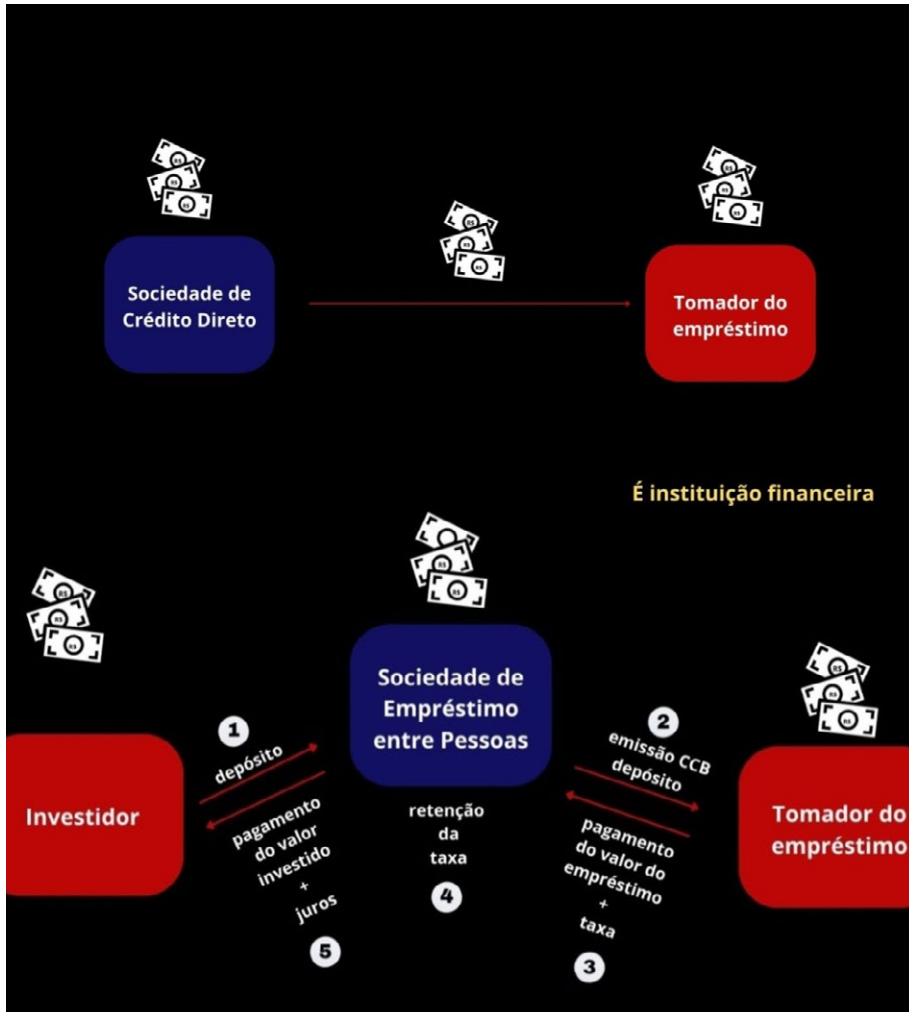 R$
R$
R$
R$
R$
R$
R$
R$
R$
Sociedade de
Crédito Direto
Tomador do
empréstimo
É instituição financeira
R$
R$
R$
R$
R$
R$
R$
R$
Sociedade de
Empréstimo
entre Pessoas
Investidor
1
depósito
2
emissão CCB
depósito
Tomador do
empréstimo
pagamento
do valor
investido
+
juros
5
retenção
da
taxa
4
pagamento
do valor do
empréstimo
+
taxa
3